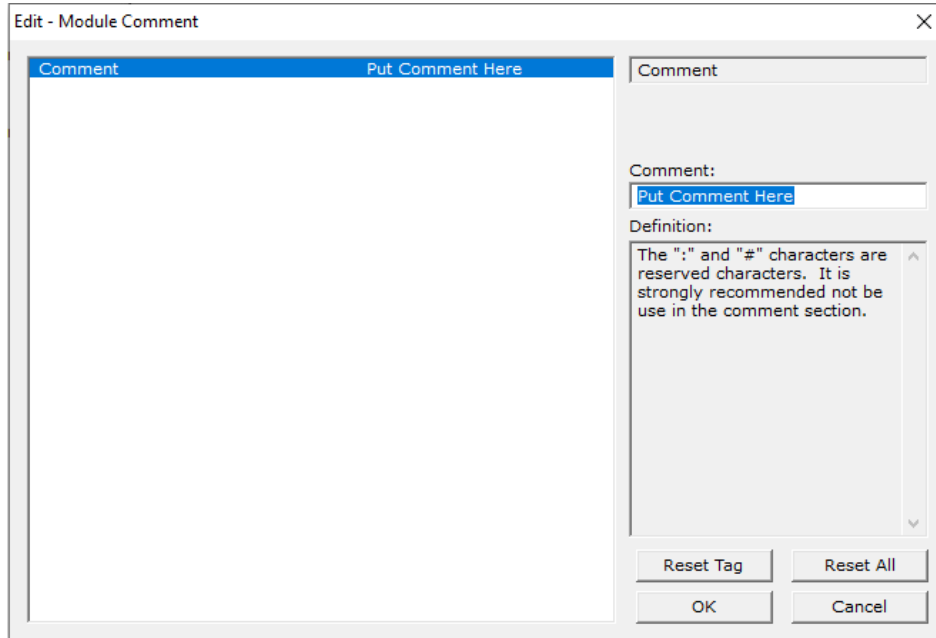 Edit - Module Comment
Comment Put Comment Here
Comment
Comment:
Put Comment Here
Definition:
The ":" and "#" characters are
reserved characters.  It is
strongly recommended not be
use in the comment section.
Reset Tag Reset All
OK Cancel